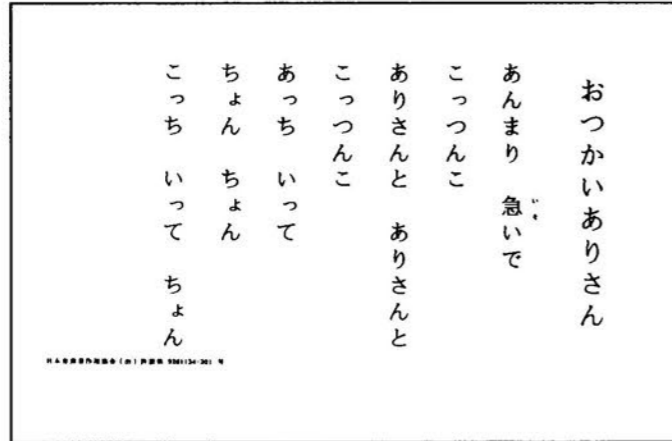 おつかいありさん
あんまり 急いで
こっつんこ
ありさんと ありさんと
こっつんこ
あっち いって
ちょん ちょん
こっち いって ちょん